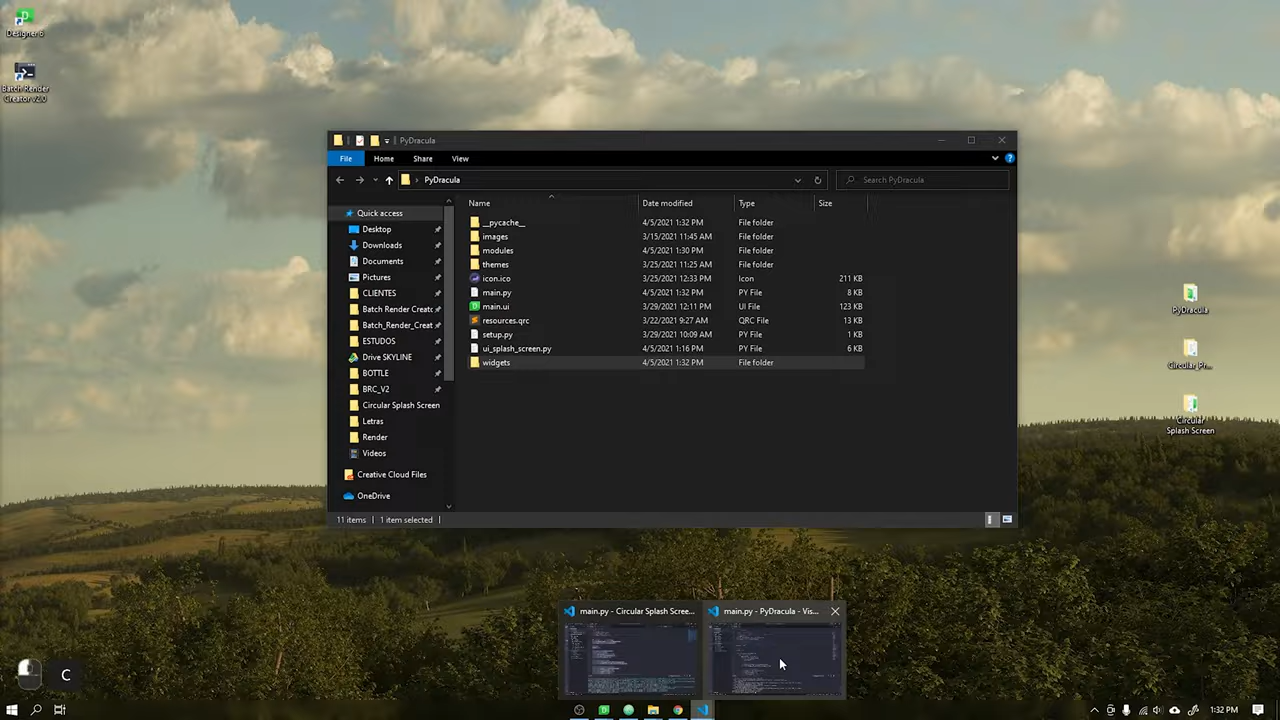 Designer 6
Batch Render
Creator v2.0
PyDracula
File
Home
Share
View
PyDracula
Search PyDracula
Name
Date modified
Type
Size
Quick access
Desktop
Downloads
Documents
Pictures
CLIENTES
Batch Render Creatc
Batch_Render_Creat
ESTUDOS
Drive SKYLINE
BOTTLE
BRC_V2
Circular Splash Screen
Letras
Render
Videos
Creative Cloud Files
OneDrive
__pycache__ 4/5/2021 1:32 PM File folder
images 3/15/2021 11:45 AM File folder
modules 4/5/2021 1:30 PM File folder
themes 3/25/2021 11:25 AM File folder
icon.ico 3/25/2021 12:33 PM Icon 211 KB
main.py 4/5/2021 1:32 PM PY File 8 KB
main.ui 3/29/2021 12:11 PM UI File 123 KB
resources.qrc 3/22/2021 9:27 AM QRC File 13 KB
setup.py 3/29/2021 10:09 AM PY File 1 KB
ui_splash_screen.py 4/5/2021 1:16 PM PY File 6 KB
widgets 4/5/2021 1:32 PM File folder
11 items
1 item selected
PyDracula
Circular_Pr...
Circular
Splash Screen
main.py - Circular Splash Scree...
main.py - PyDracula - Vis...
C
1:32 PM